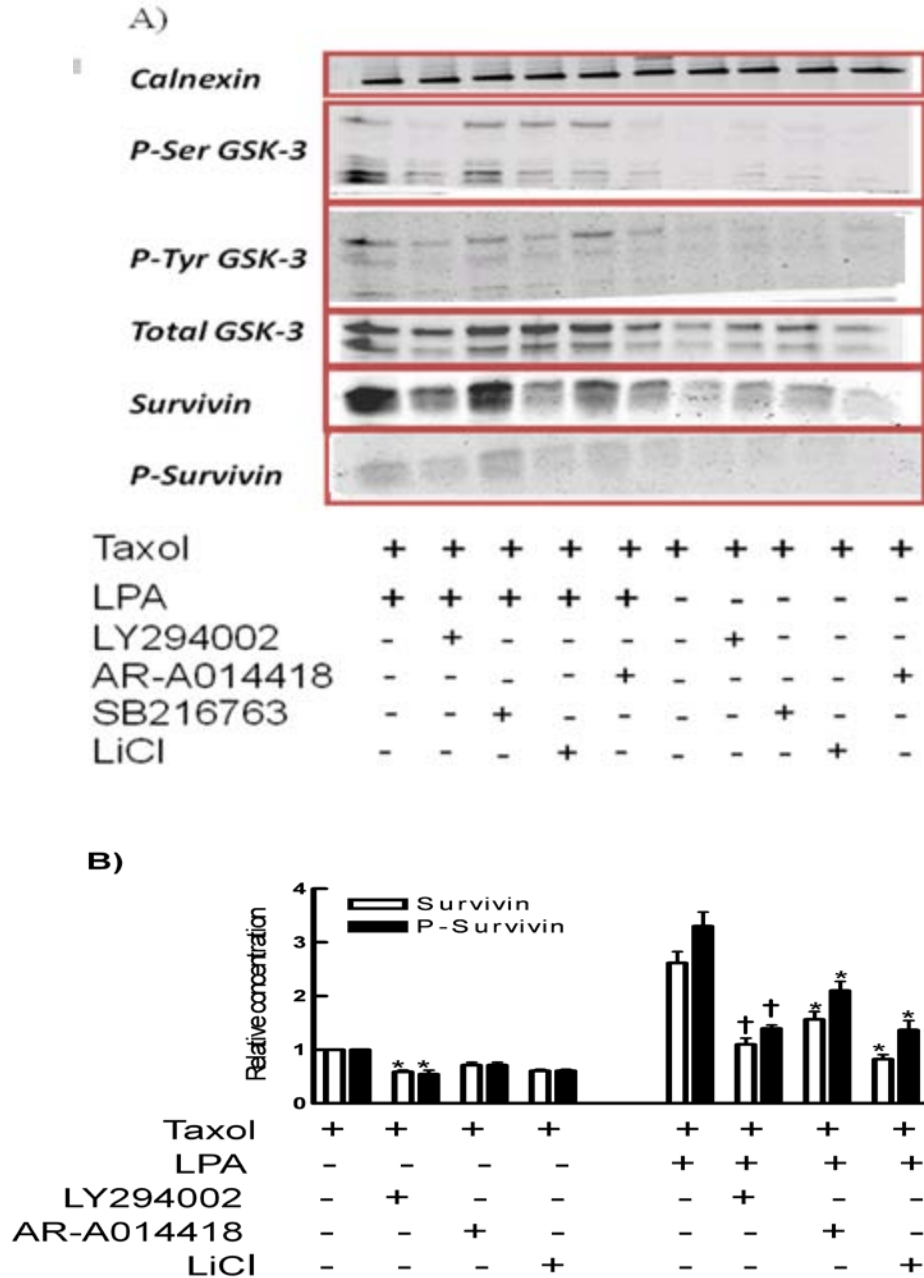 A)
Calnexin
P-Ser GSK-3
P-Tyr GSK-3
Total GSK-3
Survivin
P-Survivin
Taxol + + + + + + + + + +
LPA + + + + + - - - - -
LY294002 - + - - - - + - - -
AR-A014418 - - - - + - - - - +
SB216763 - - + - - - - + - -
LiCl - - - + - - - - + -
B)
4
Survivin
P-Survivin
3
Relative concentration
2
1
0
* * † † * * * *
Taxol + + + + + + + +
LPA - - - - + + + +
LY294002 - + - - - + - -
AR-A014418 - - + - - - + -
LiCl - - - + - - - +